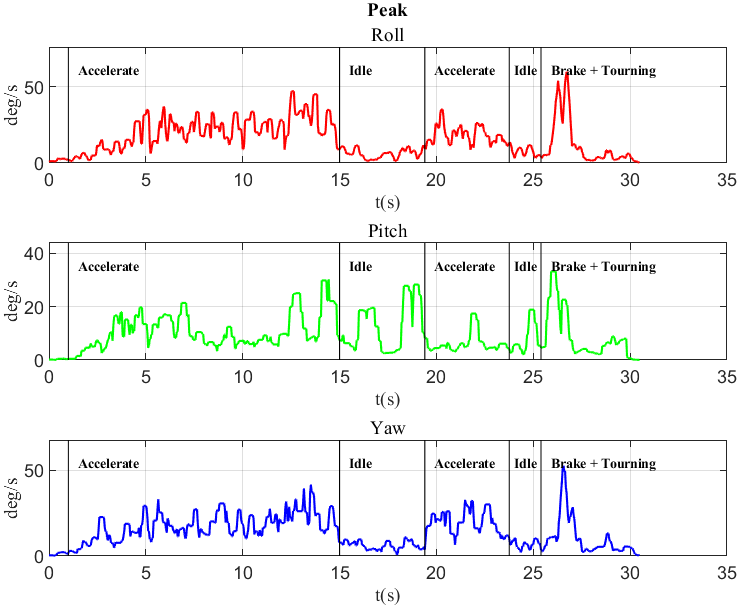 Peak
Roll
Accelerate Idle Accelerate Idle Brake + Tourning
deg/s
50
0
0 5 10 15 20 25 30 35
t(s)
Pitch
Accelerate Idle Accelerate Idle Brake + Tourning
deg/s
40
20
0
0 5 10 15 20 25 30 35
t(s)
Yaw
Accelerate Idle Accelerate Idle Brake + Tourning
deg/s
50
0
0 5 10 15 20 25 30 35
t(s)